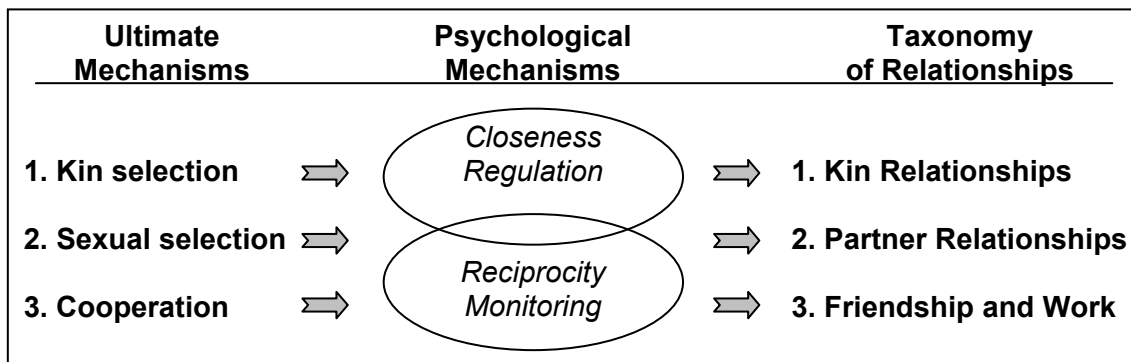 Ultimate
Mechanisms
Psychological
Mechanisms
Taxonomy
of Relationships
1. Kin selection
Closeness
Regulation
1. Kin Relationships
2. Sexual selection
2. Partner Relationships
3. Cooperation
Reciprocity
Monitoring
3. Friendship and Work